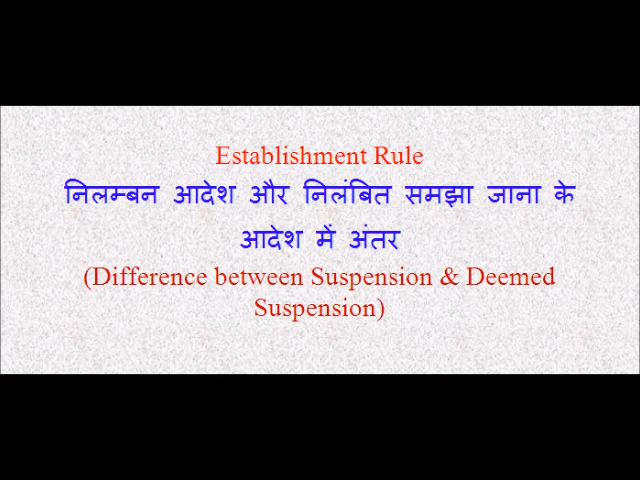 Establishment Rule
निलम्बन आदेश और निलंबित समझा जाना के
आदेश में अंतर
(Difference between Suspension & Deemed
Suspension)